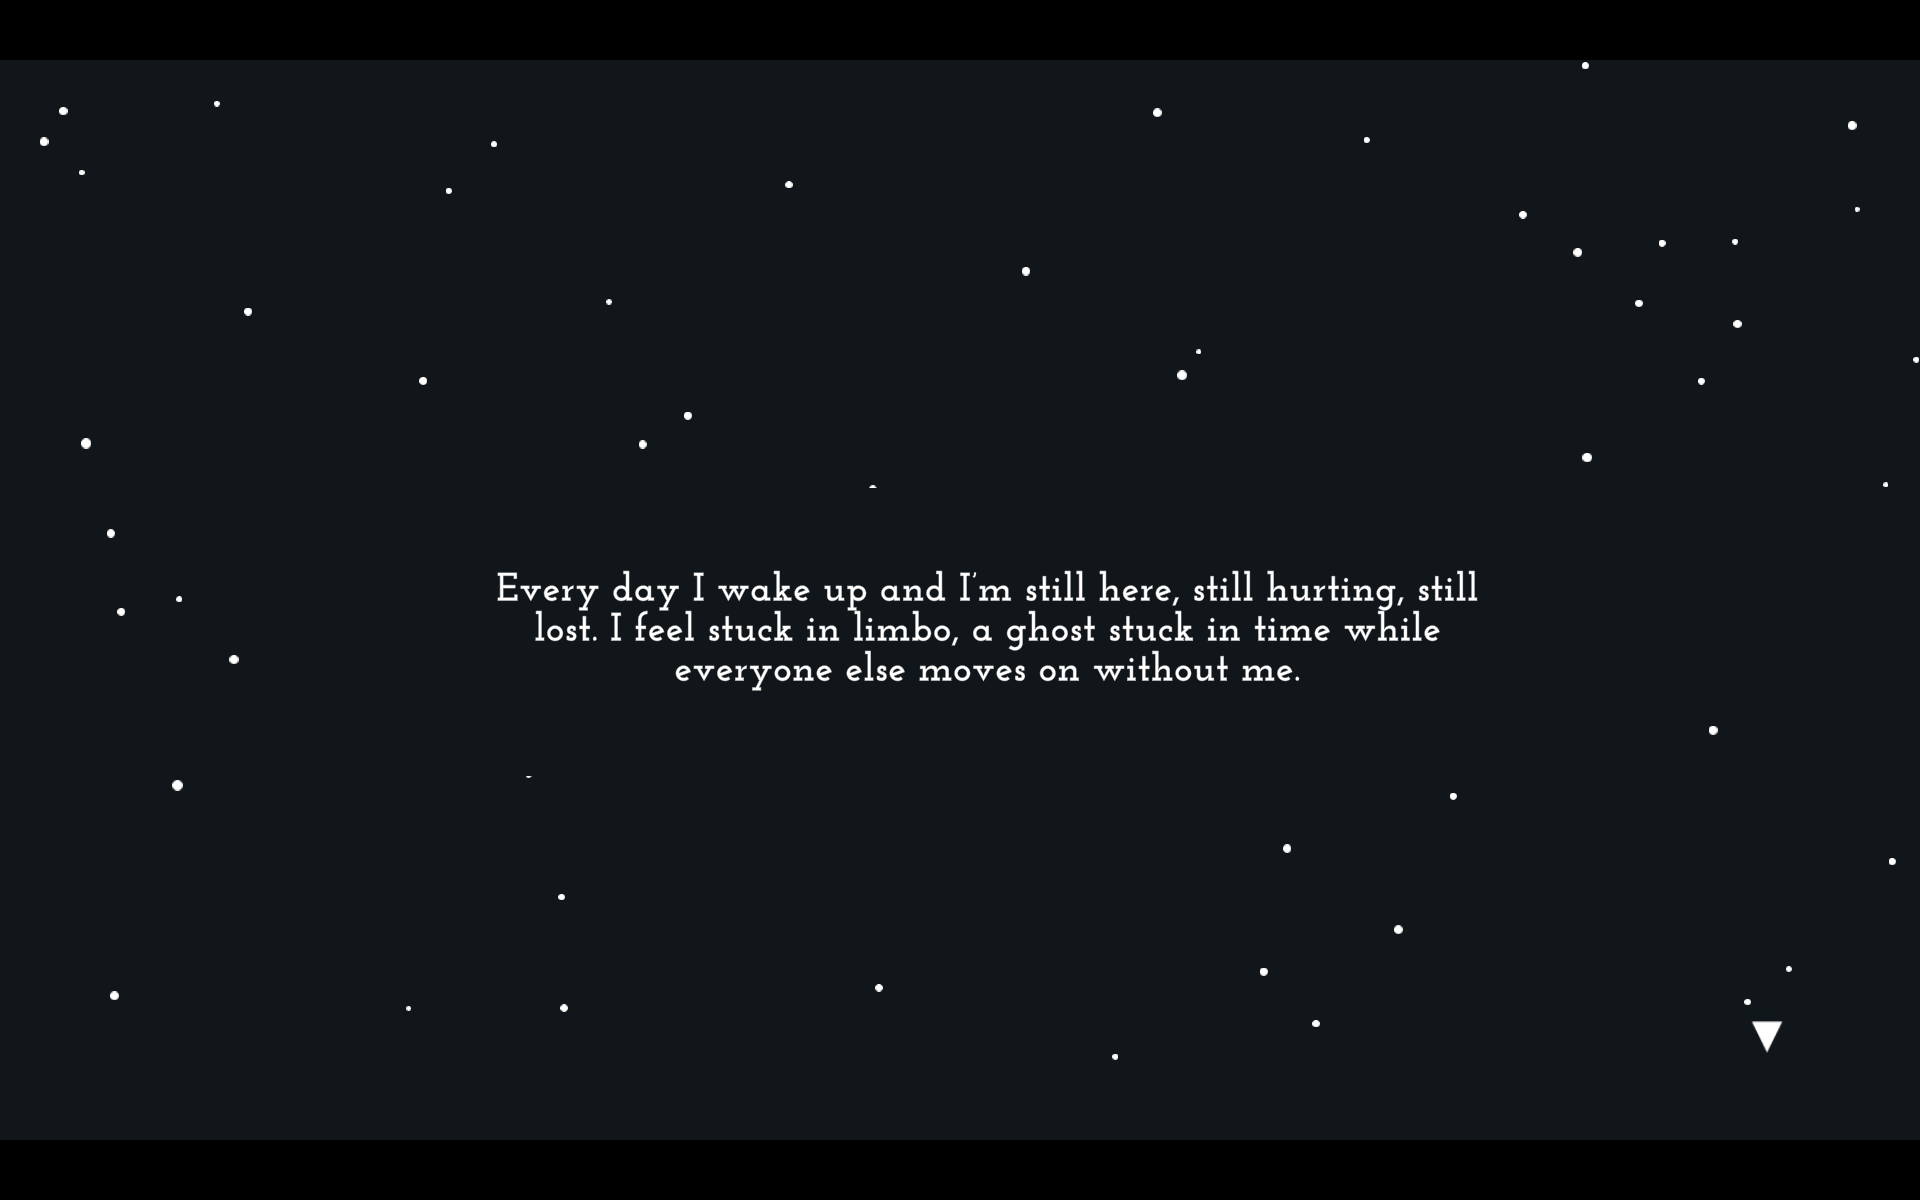 Every day I wake up and I'm still here, still hurting, still
lost. I feel stuck in limbo, a ghost stuck in time while
everyone else moves on without me.